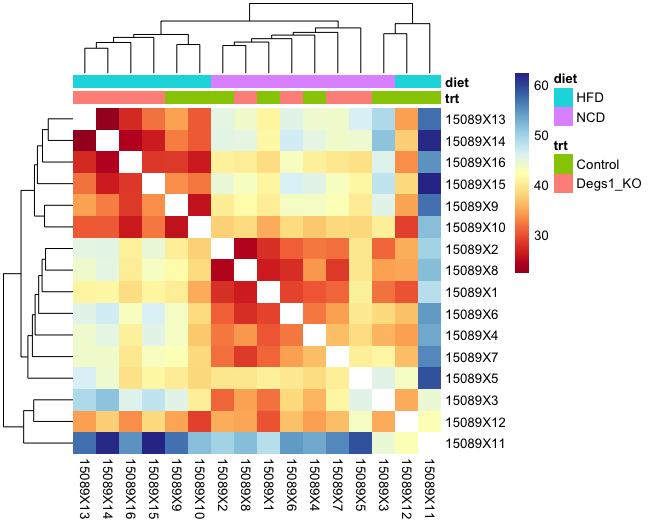 diet
trt
15089X13
15089X14
15089X16
15089X15
15089X9
15089X10
15089X2
15089X8
15089X1
15089X6
15089X4
15089X7
15089X5
15089X3
15089X12
15089X11
15089X13
15089X14
15089X16
15089X15
15089X9
15089X10
15089X2
15089X8
15089X1
15089X6
15089X4
15089X7
15089X5
15089X3
15089X12
15089X11
60
50
40
30
diet
HFD
NCD
trt
Control
Degs1_KO